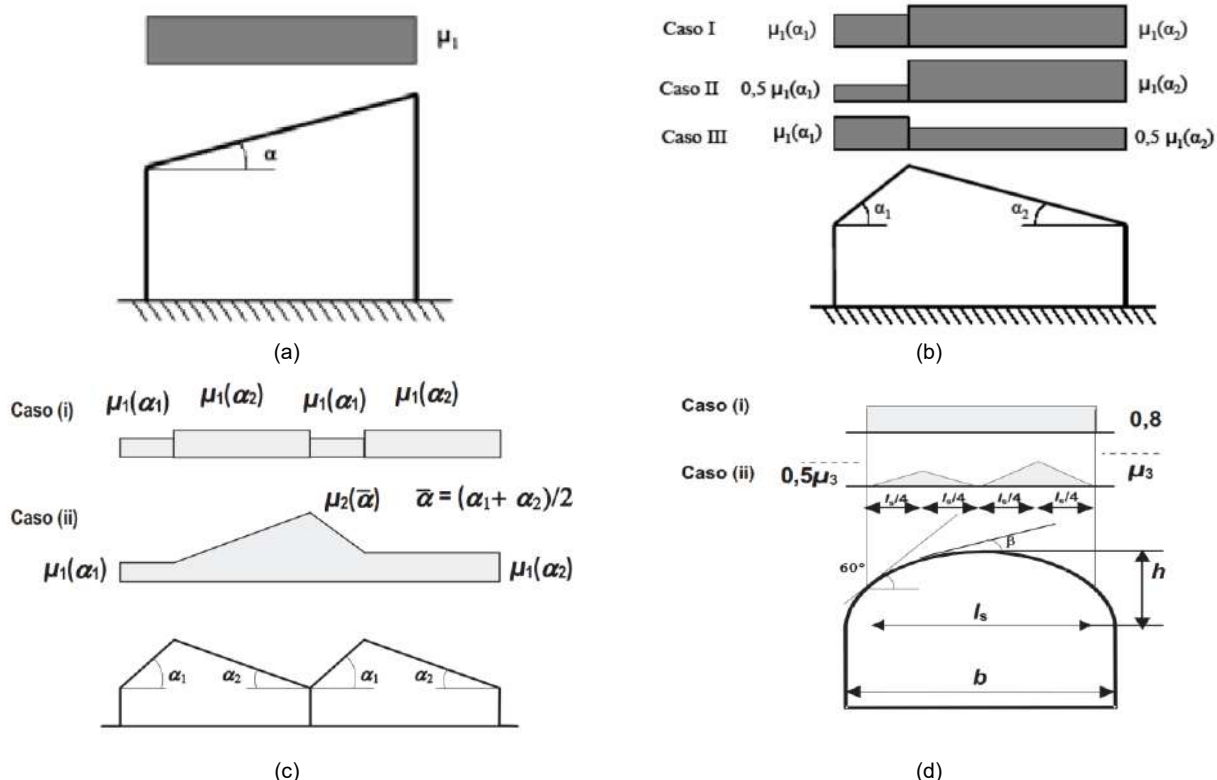 μ₁
α
(a)
Caso I μ₁(α₁) μ₁(α₂)
Caso II 0,5 μ₁(α₁) μ₁(α₂)
Caso III μ₁(α₁) 0,5 μ₁(α₂)
α₁ α₂
(b)
Caso (i) μ₁(α₁) μ₁(α₂) μ₁(α₁) μ₁(α₂)
Caso (ii) μ₂(ᾱ) ᾱ = (α₁+ α₂)/2
μ₁(α₁) μ₁(α₂)
α₁ α₂ α₁ α₂
(c)
Caso (i) 0,8
Caso (ii) 0,5μ₃ μ₃
lₛ/4 lₛ/4 lₛ/4 lₛ/4
β
60°
h
lₛ
b
(d)